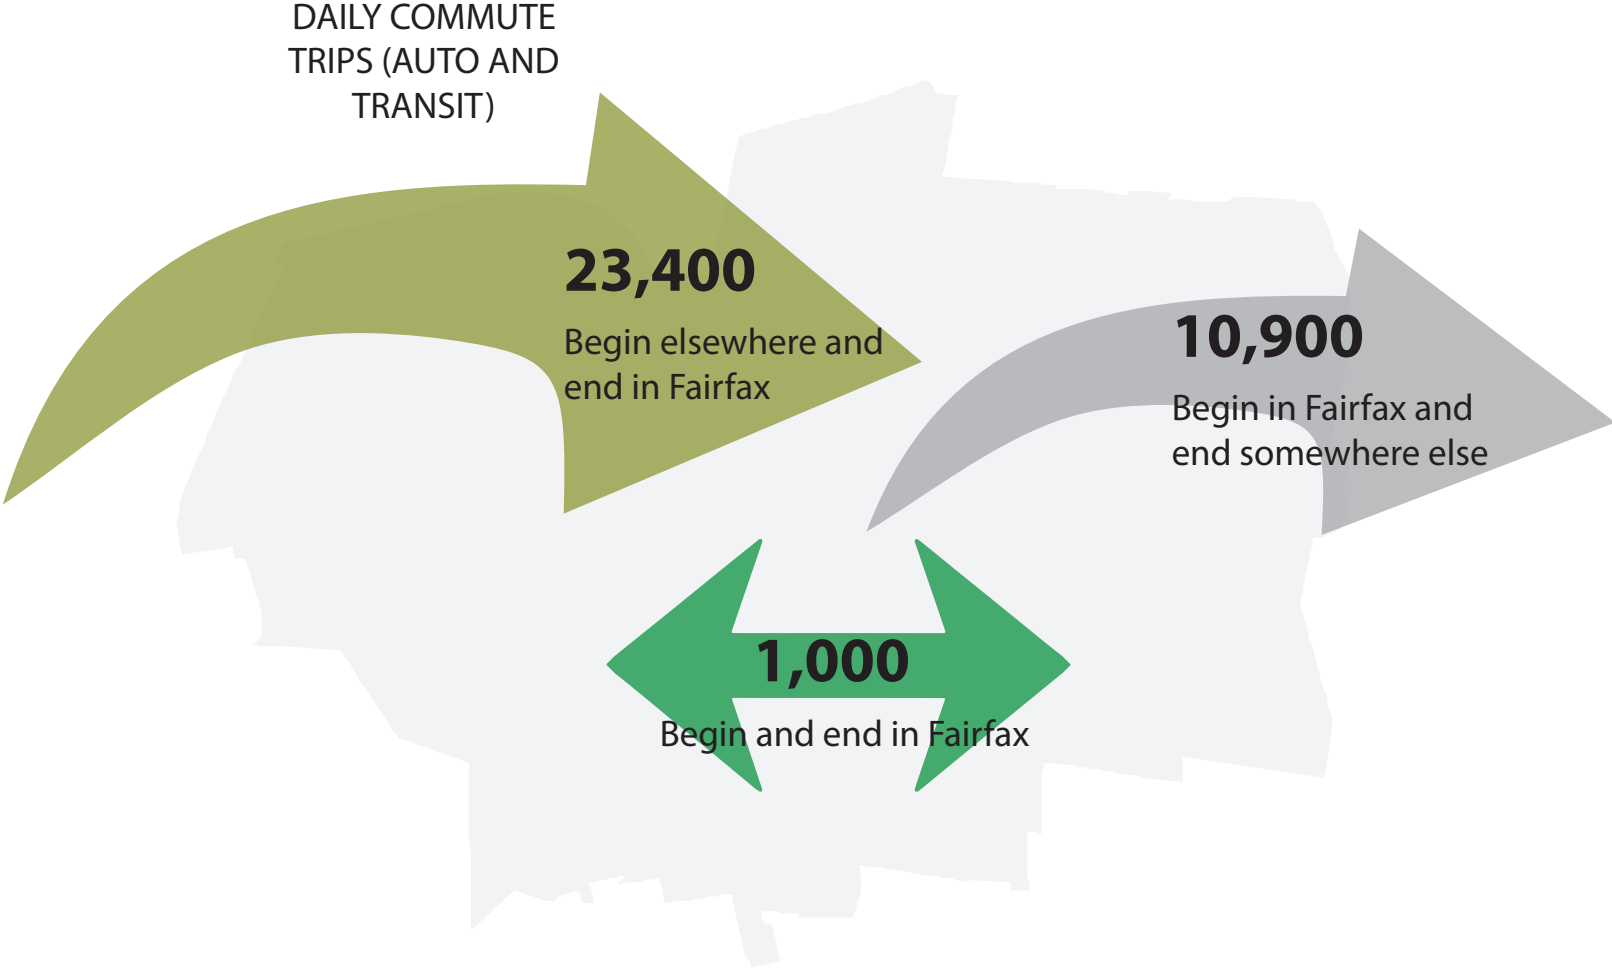 DAILY COMMUTE
TRIPS (AUTO AND
TRANSIT)
23,400
Begin elsewhere and
end in Fairfax
10,900
Begin in Fairfax and
end somewhere else
1,000
Begin and end in Fairfax